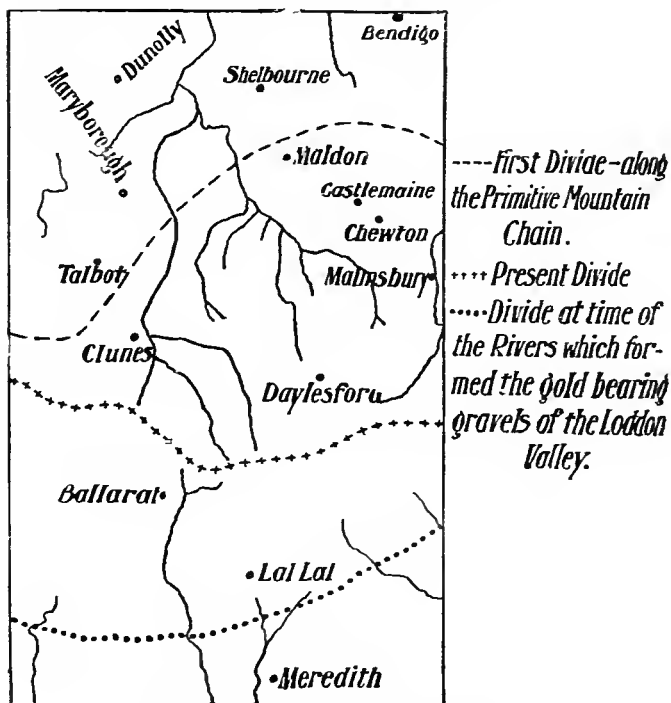 Bendigo
Dunolly
Shelbourne
Maryborough
Maldon
Castlemaine
Chewton
Talbot
Malmsbury
Clunes
Daylesford
Ballarat
Lal Lal
Meredith
----First Divide-along
the Primitive Mountain
Chain.
++++ Present Divide
•••••Divide at time of
the Rivers which for-
med the gold bearing
gravels of the Loddon
Valley.